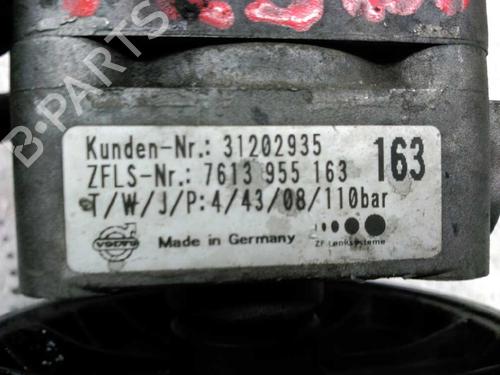 B-PARTS
Kunden-Nr.: 31202935
163
ZFLS-Nr.: 7613 955 163
T/W/J/P:4/43/08/110bar
VOLVO
Made in Germany
ZF Lenksysteme